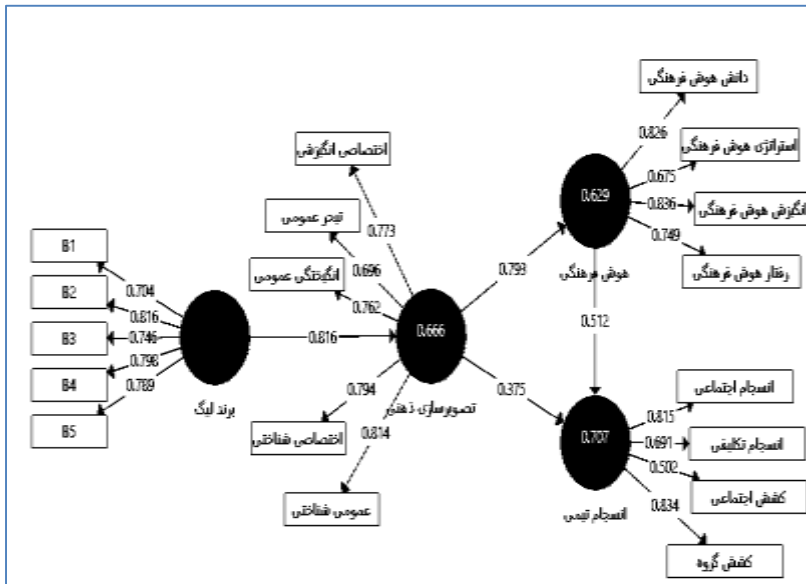 دانش هوش فرهنگی
0.826
استراتژی هوش فرهنگی
0.675
0.629
0.836
انگیزش هوش فرهنگی
0.749
رفتار هوش فرهنگی
هوش فرهنگی
اختصاصی انگیزشی
0.773
تبحر عمومی
0.696
انگیختگی عمومی
0.762
0.793
B1
0.704
B2
0.816
B3
0.746
B4
0.798
B5
0.789
برند لیگ
0.816
0.666
تصویرسازی ذهنی
0.512
0.375
0.794
اختصاصی شناختی
0.814
عمومی شناختی
انسجام اجتماعی
0.815
انسجام تکلیفی
0.691
0.707
0.502
کشش اجتماعی
0.834
انسجام تیمی
کشش گروه